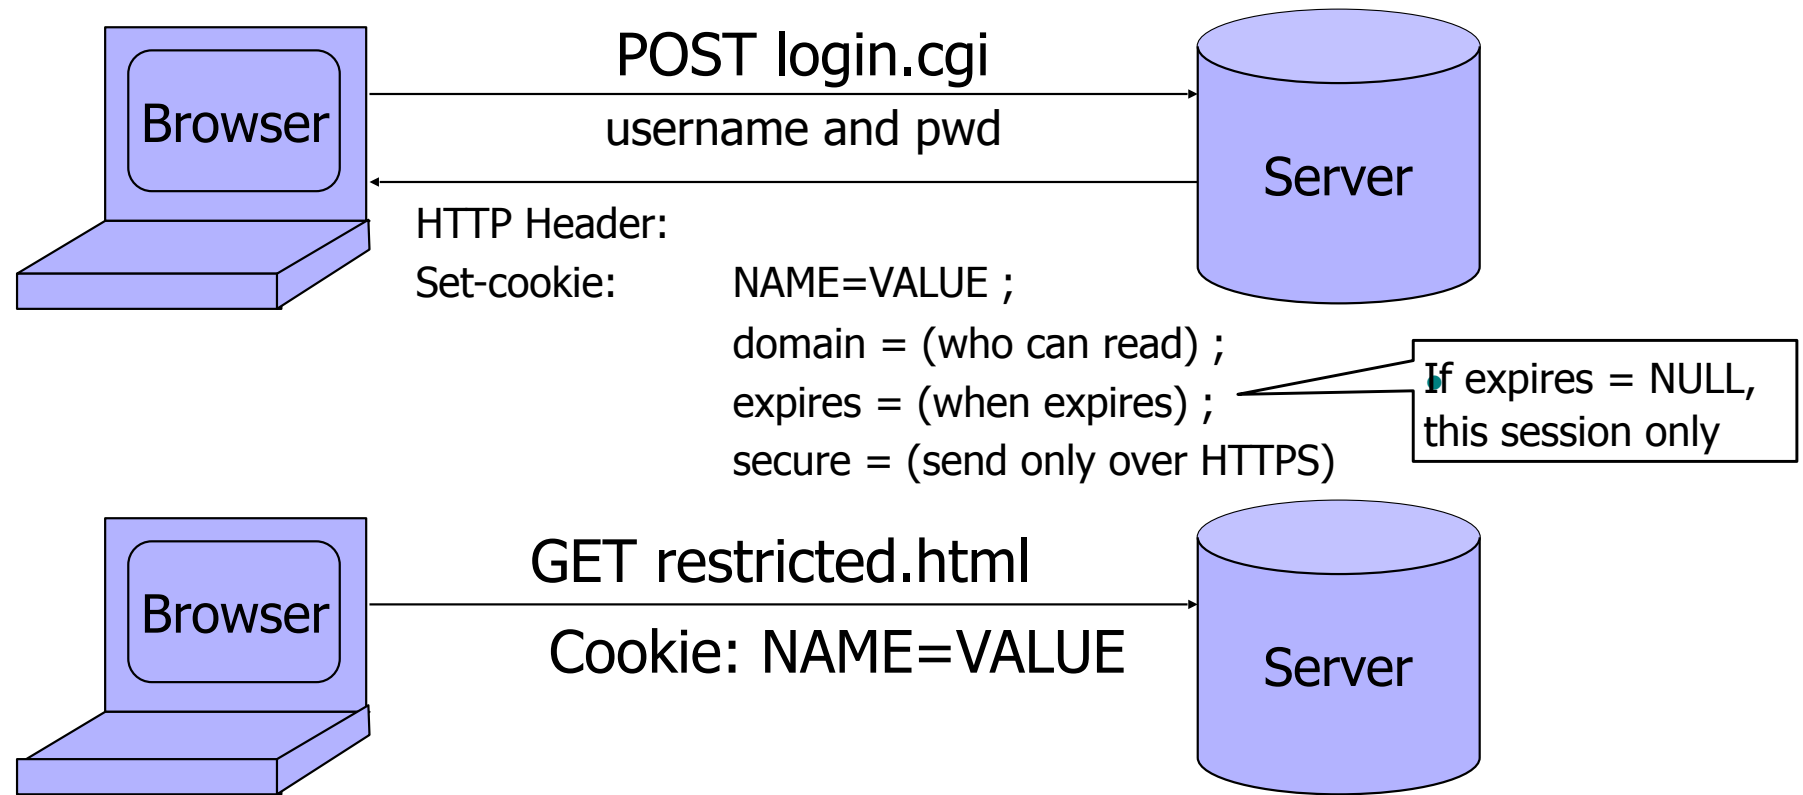 POST login.cgi
Browser
username and pwd
Server
HTTP Header:
Set-cookie: NAME=VALUE ;
domain = (who can read) ;
expires = (when expires) ;
secure = (send only over HTTPS)
If expires = NULL,
this session only
GET restricted.html
Browser
Cookie: NAME=VALUE
Server